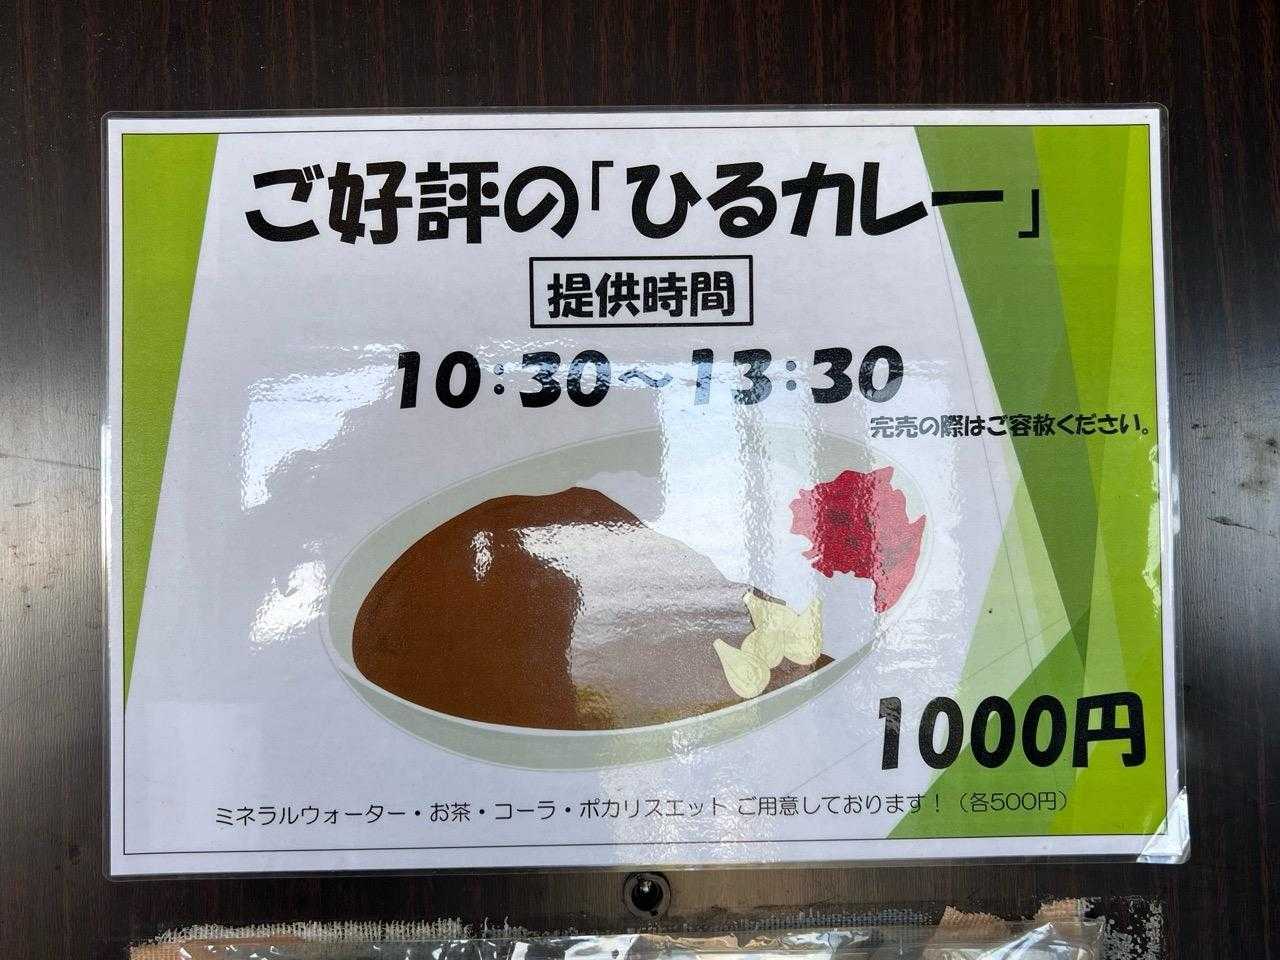 ご好評の「ひるカレー」
提供時間
10:30～13:30
完売の際はご容赦ください。
1000円
ミネラルウォーター・お茶・コーラ・ポカリスエット ご用意しております！（各500円）